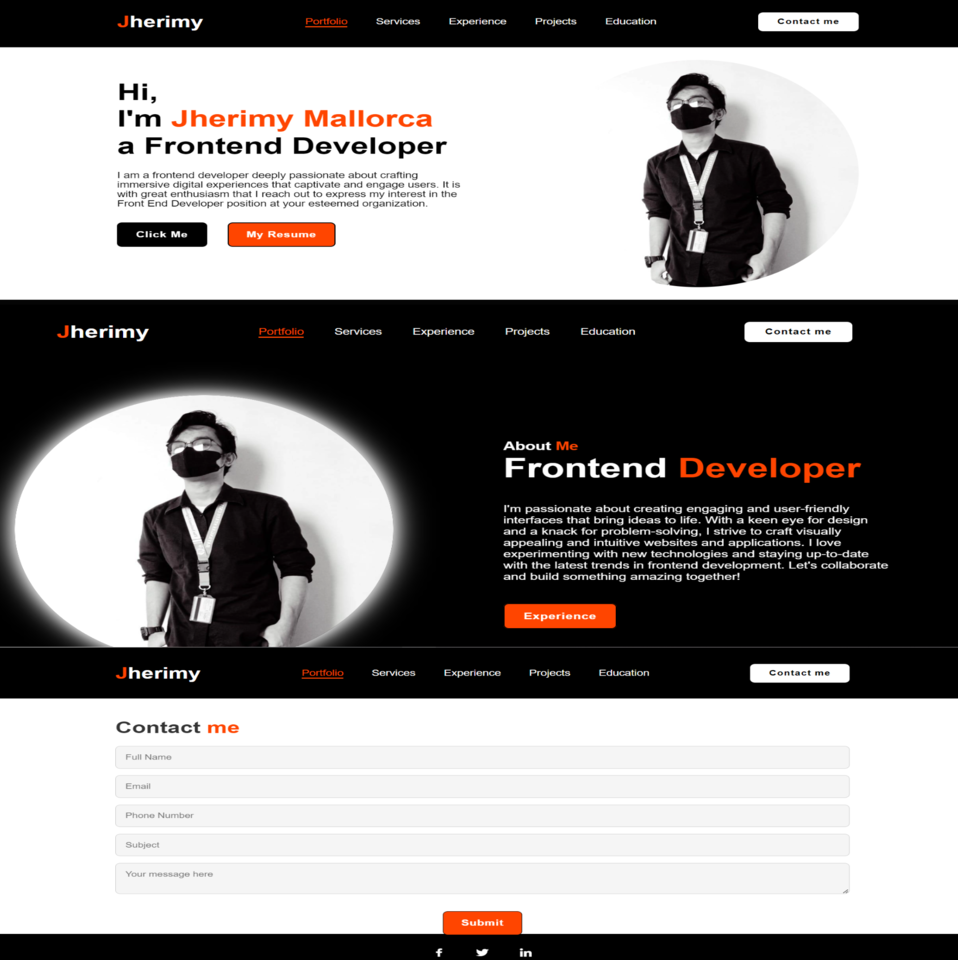 Jherimy Portfolio Services Experience Projects Education Contact me
Hi,
I'm Jherimy Mallorca
a Frontend Developer
I am a frontend developer deeply passionate about crafting
immersive digital experiences that captivate and engage users. It is
with great enthusiasm that I reach out to express my interest in the
Front End Developer position at your esteemed organization.
Click Me My Resume
Jherimy Portfolio Services Experience Projects Education Contact me
About Me
Frontend Developer
I'm passionate about creating engaging and user-friendly
interfaces that bring ideas to life. With a keen eye for design
and a knack for problem-solving, I strive to craft visually
appealing and intuitive websites and applications. I love
experimenting with new technologies and staying up-to-date
with the latest trends in frontend development. Let's collaborate
and build something amazing together!
Experience
Jherimy Portfolio Services Experience Projects Education Contact me
Contact me
Full Name
Email
Phone Number
Subject
Your message here
Submit